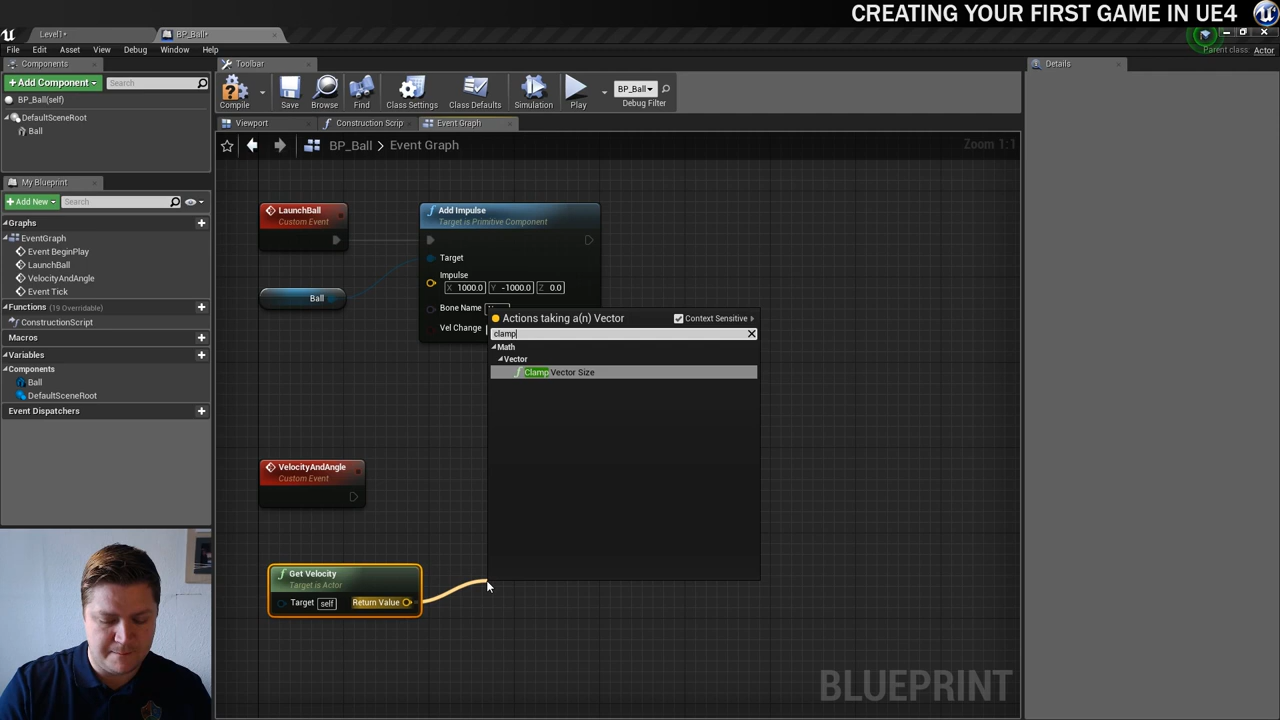 CREATING YOUR FIRST GAME IN UE4
Level1•
BP_Ball•
File Edit Asset View Debug Window Help
Parent class: Actor
Components
+Add Component
Search
BP_Ball(self)
DefaultSceneRoot
Ball
My Blueprint
+Add New
Search
Graphs
EventGraph
Event BeginPlay
LaunchBall
VelocityAndAngle
Event Tick
Functions (19 Overridable)
ConstructionScript
Macros
Variables
Components
Ball
DefaultSceneRoot
Event Dispatchers
Toolbar
Compile
Save
Browse
Find
Class Settings
Class Defaults
Simulation
Play
BP_Ball
Debug Filter
Viewport
Construction Scrip
Event Graph
BP_Ball > Event Graph
Zoom 1:1
LaunchBall
Custom Event
Add Impulse
Target is Primitive Component
Target
Impulse
X 1000.0 Y -1000.0 Z 0.0
Bone Name
Vel Change
Ball
Actions taking a(n) Vector
Context Sensitive
clamp
Math
Vector
Clamp Vector Size
VelocityAndAngle
Custom Event
Get Velocity
Target is Actor
Target self
Return Value
BLUEPRINT
Details